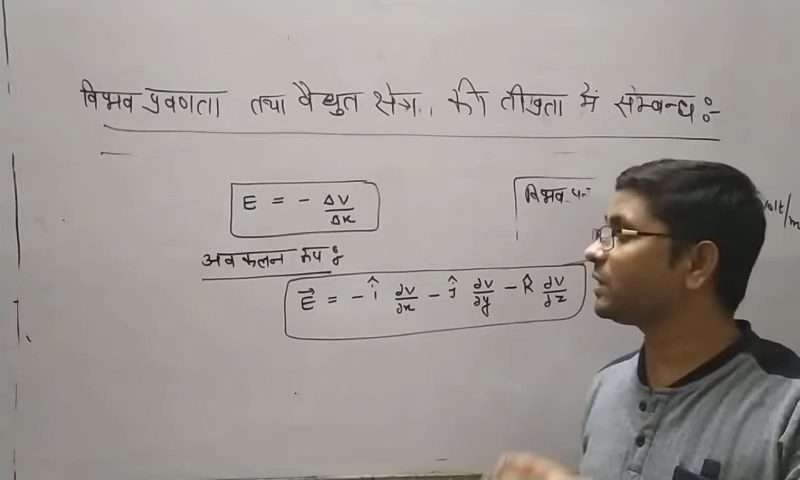 विभव प्रवणता तथा वैद्युत क्षेत्र की तीव्रता में सम्बन्ध :-
E = - ΔV/Δx
विभव
volt/m
अवकलन रूप :
E⃗ = - î ∂V/∂x - ĵ ∂V/∂y - k̂ ∂V/∂z